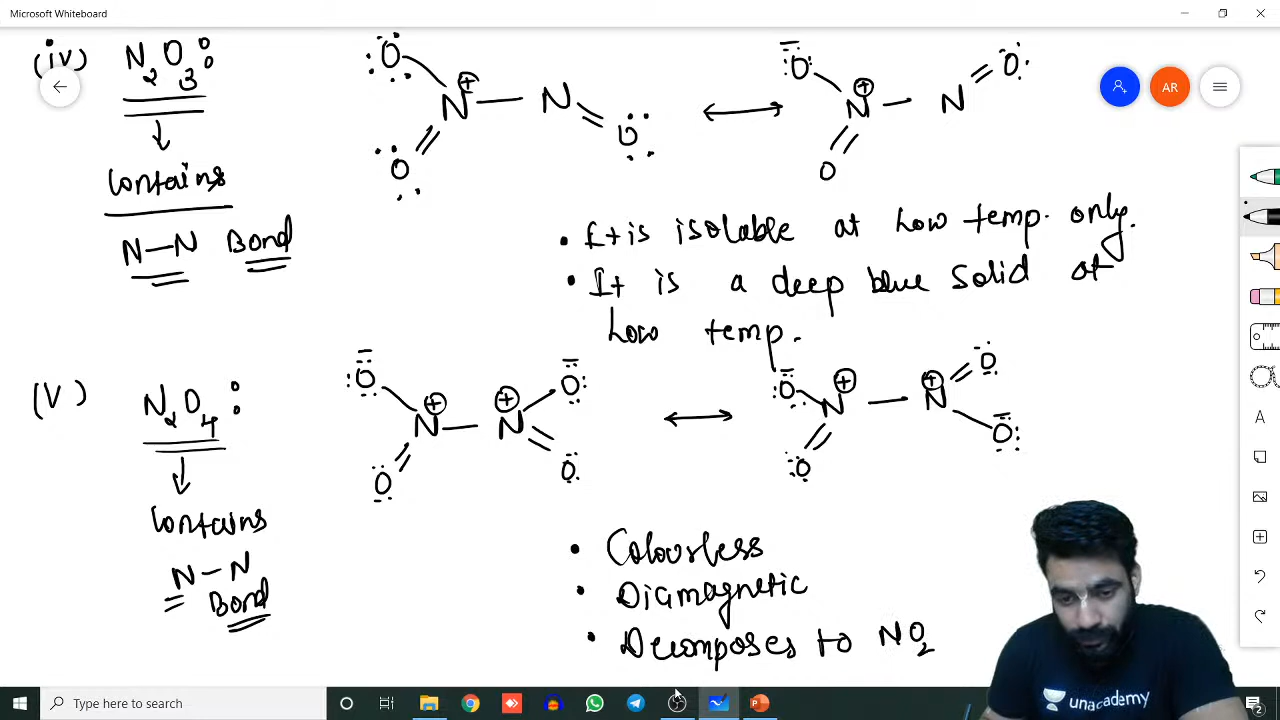 Microsoft Whiteboard
(iv) N2O3:
contains
N-N Bond
O N+ - N O O ↔ O N+ - N O O
• It is isolable at low temp. only.
• It is a deep blue solid at
low temp.
(V) N2O4:
contains
N-N
Bond
O O N+ - N+ O O ↔ O O N+ - N+ O O
• Colourless
• Diamagnetic
• Decomposes to NO2
AR
A
unacademy
Type here to search
2